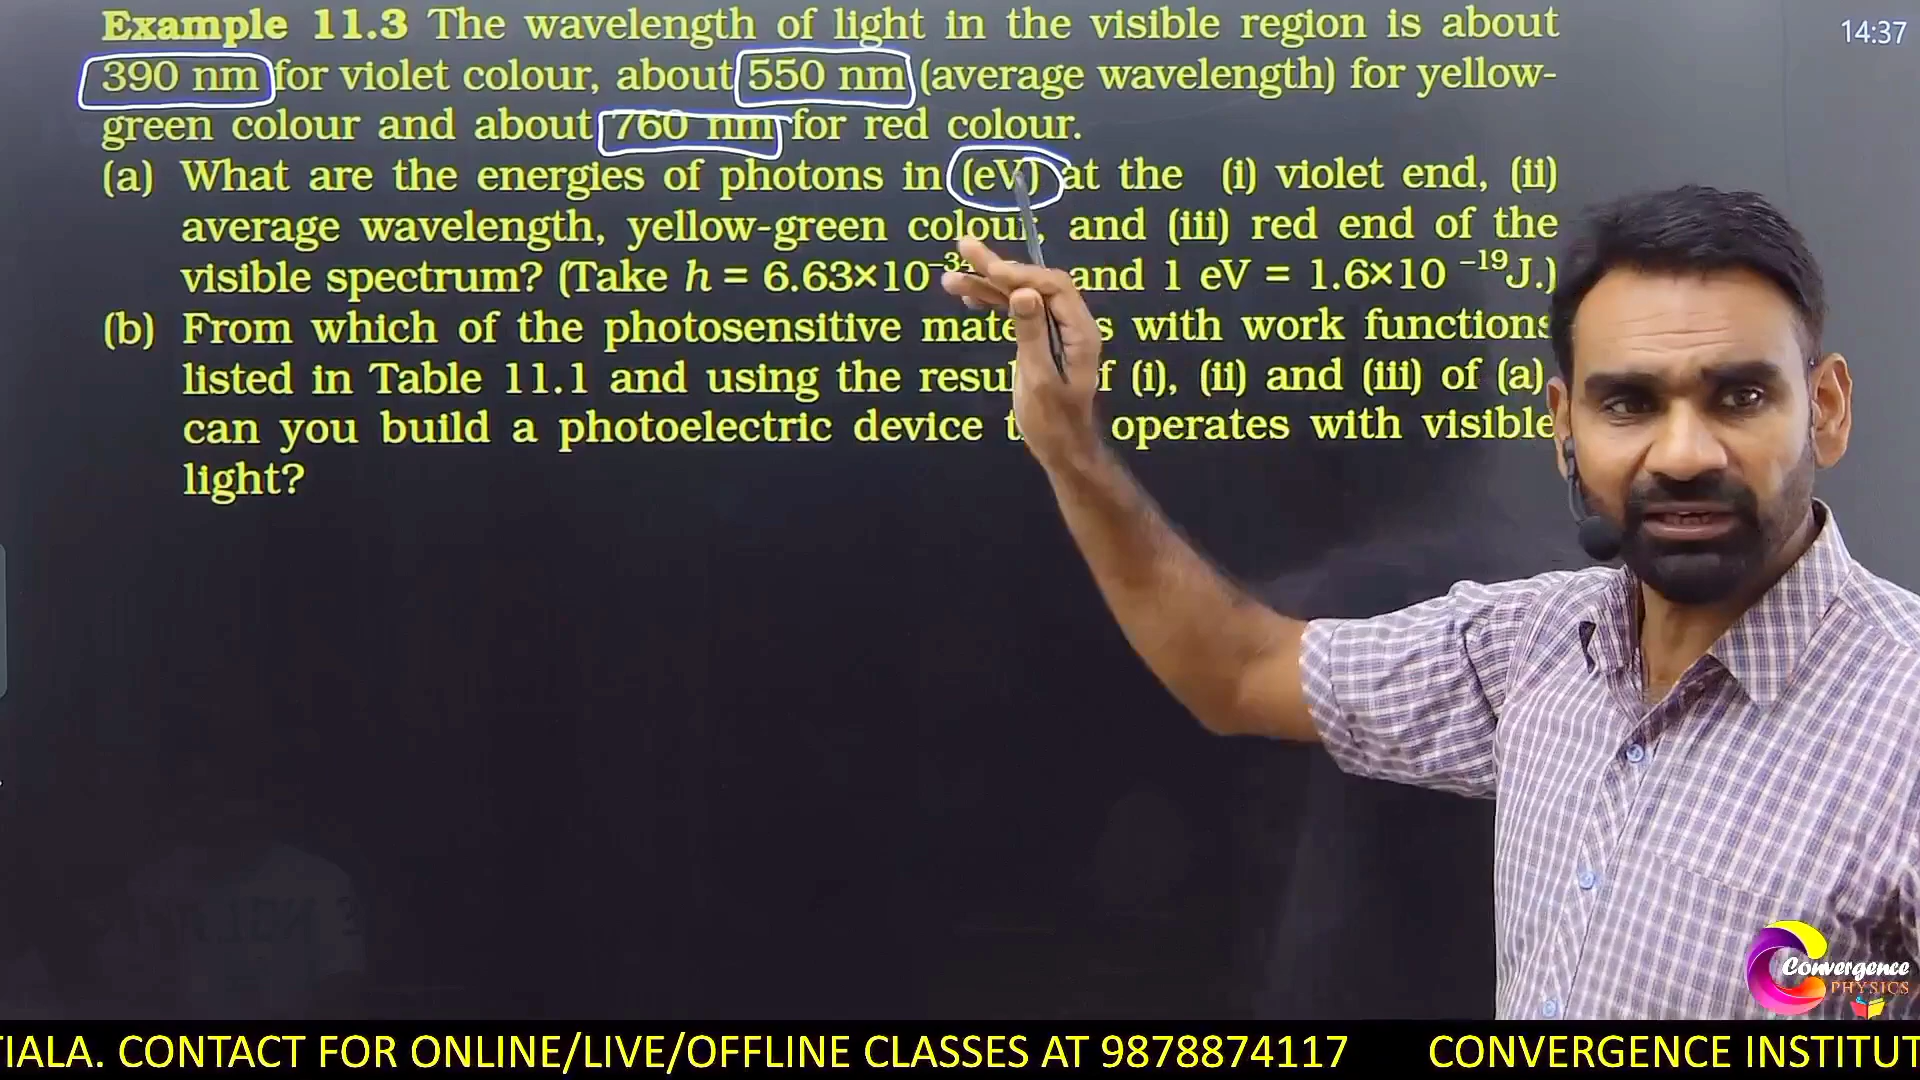 Example 11.3 The wavelength of light in the visible region is about
390 nm for violet colour, about 550 nm (average wavelength) for yellow-
green colour and about 760 nm for red colour.
(a) What are the energies of photons in (eV) at the (i) violet end, (ii)
average wavelength, yellow-green colour, and (iii) red end of the
visible spectrum? (Take h = 6.63×10⁻³⁴ and 1 eV = 1.6×10 ⁻¹⁹J.)
(b) From which of the photosensitive with work functions
listed in Table 11.1 and using the (i), (ii) and (iii) of (a)
can you build a photoelectric device operates with visible
light?
14:37
Convergence
PHYSICS
TIALA. CONTACT FOR ONLINE/LIVE/OFFLINE CLASSES AT 9878874117 CONVERGENCE INSTITUT